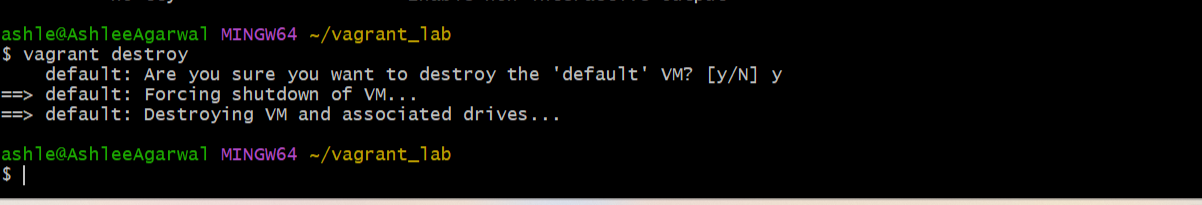 ashle@AshleeAgarwal MINGW64 ~/vagrant_lab
$ vagrant destroy
    default: Are you sure you want to destroy the 'default' VM? [y/N] y
==> default: Forcing shutdown of VM...
==> default: Destroying VM and associated drives...

ashle@AshleeAgarwal MINGW64 ~/vagrant_lab
$